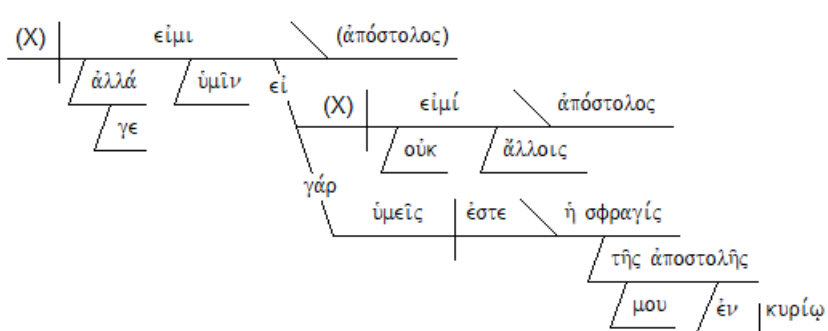 (X) εἰμι (ἀπόστολος)
ἀλλά ὑμῖν εἰ
γε
(X) εἰμί ἀπόστολος
οὐκ ἄλλοις
γάρ
ὑμεῖς ἐστε ἡ σφραγίς
τῆς ἀποστολῆς
μου ἐν κυρίῳ